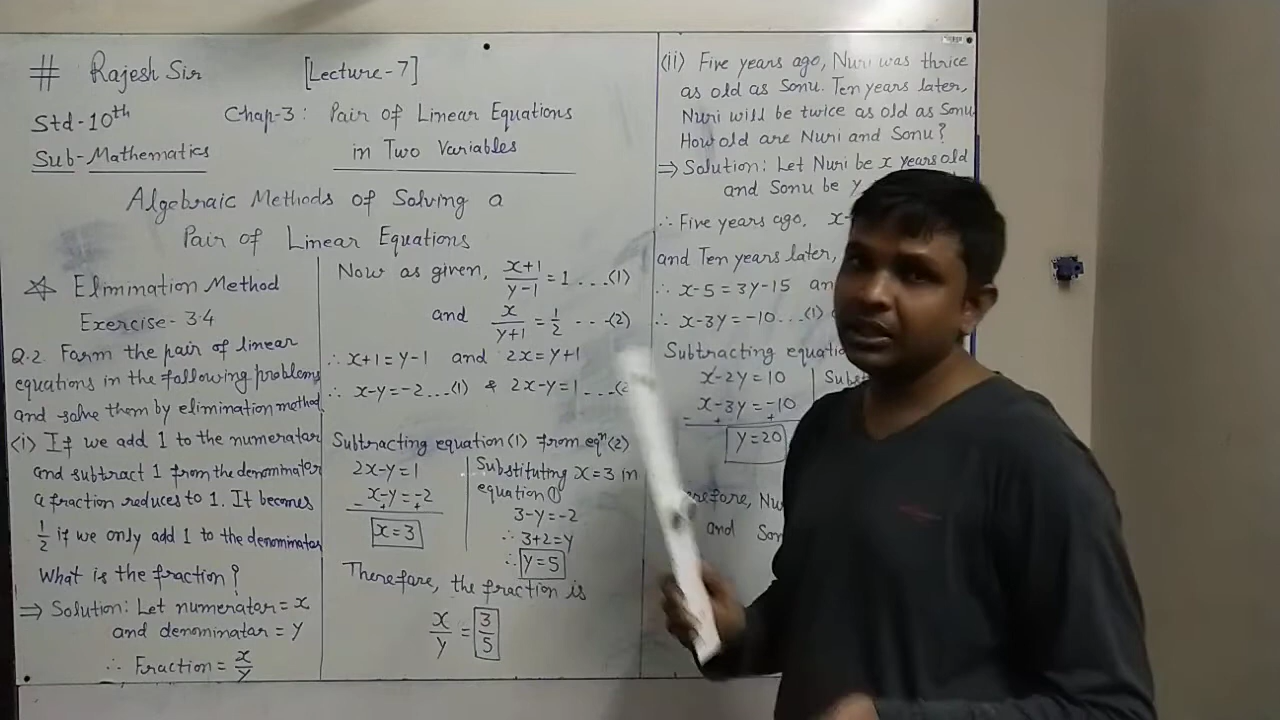 # Rajesh Sir [Lecture-7]
Std-10th Chap-3: Pair of Linear Equations
Sub-Mathematics in Two Variables
Algebraic Methods of Solving a
Pair of Linear Equations
☆ Elimination Method
Exercise-3.4
Q.2. Form the pair of linear
equations in the following problems
and solve them by elimination method
(i) If we add 1 to the numerator
and subtract 1 from the denominator
a fraction reduces to 1. It becomes
1/2 if we only add 1 to the denominator
What is the fraction?
⇒ Solution: Let numerator = x
and denominator = y
∴ Fraction = x/y
Now as given, (x+1)/(y-1) = 1 ...(1)
and x/(y+1) = 1/2 ...(2)
∴ x+1 = y-1 and 2x = y+1
∴ x-y = -2 ...(1) & 2x-y = 1 ...(2
Subtracting equation (1) from eqn (2)
2x-y = 1
x-y = -2
- + +
x = 3
Substituting x = 3 in
equation ①
3-y = -2
∴ 3+2 = y
∴ y = 5
Therefore, the fraction is
x/y = 3/5
(ii) Five years ago, Nuri was thrice
as old as Sonu. Ten years later,
Nuri will be twice as old as Sonu
How old are Nuri and Sonu?
⇒ Solution: Let Nuri be x years old
and Sonu be y
∴ Five years ago, x-
and Ten years later,
∴ x-5 = 3y-15 an
∴ x-3y = -10 ...(1)
Subtracting equatio
x-2y = 10
x-3y = -10
- + +
y = 20
Subst
refore, Nu
and Son